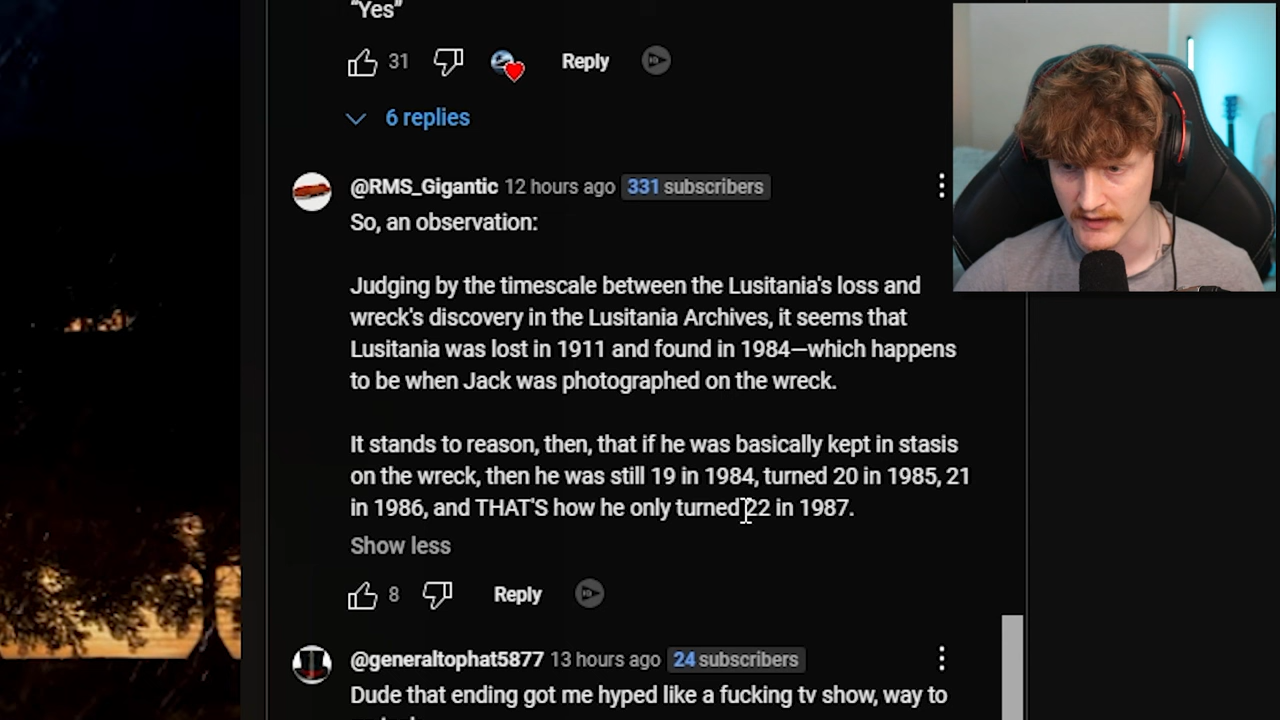 "Yes"
31 Reply
6 replies
@RMS_Gigantic 12 hours ago 331 subscribers
So, an observation:
Judging by the timescale between the Lusitania's loss and
wreck's discovery in the Lusitania Archives, it seems that
Lusitania was lost in 1911 and found in 1984—which happens
to be when Jack was photographed on the wreck.
It stands to reason, then, that if he was basically kept in stasis
on the wreck, then he was still 19 in 1984, turned 20 in 1985, 21
in 1986, and THAT'S how he only turned 22 in 1987.
Show less
8 Reply
@generaltophat5877 13 hours ago 24 subscribers
Dude that ending got me hyped like a fucking tv show, way to